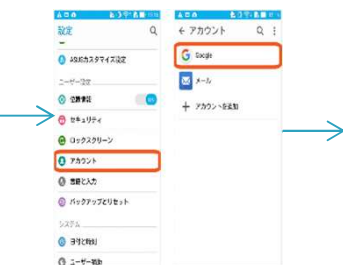 設定
ASUSカスタマイズ設定
ユーザー設定
位置情報
セキュリティ
ロックスクリーン
アカウント
言語と入力
バックアップとリセット
システム
日付と時刻
ユーザー補助
アカウント
Google
メール
アカウントを追加